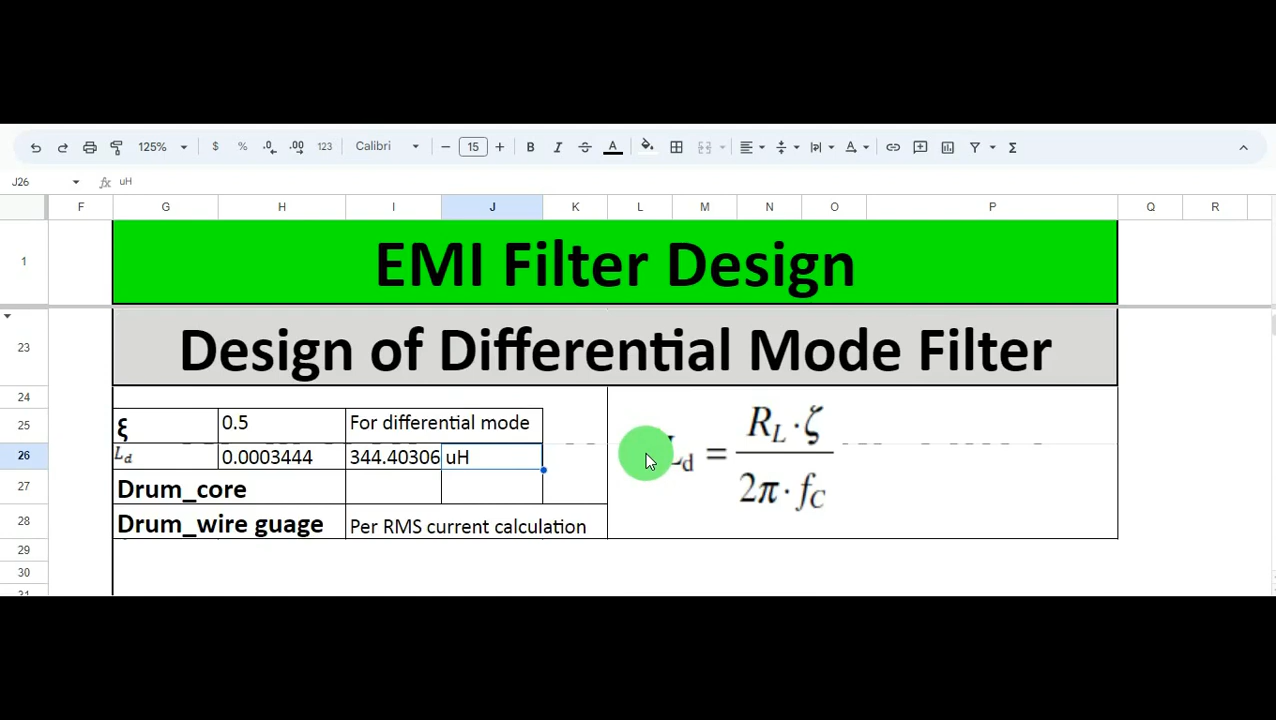 125% $ % .0 .00 123 Calibri − 15 + B I S A Σ
J26 fx uH
F G H I J K L M N O P Q R
1 EMI Filter Design
23 Design of Differential Mode Filter
24
25 ξ 0.5 For differential mode
26 Ld 0.0003444 344.40306 uH
Ld = RL · ζ / 2π · fC
27 Drum_core
28 Drum_wire guage Per RMS current calculation
29
30